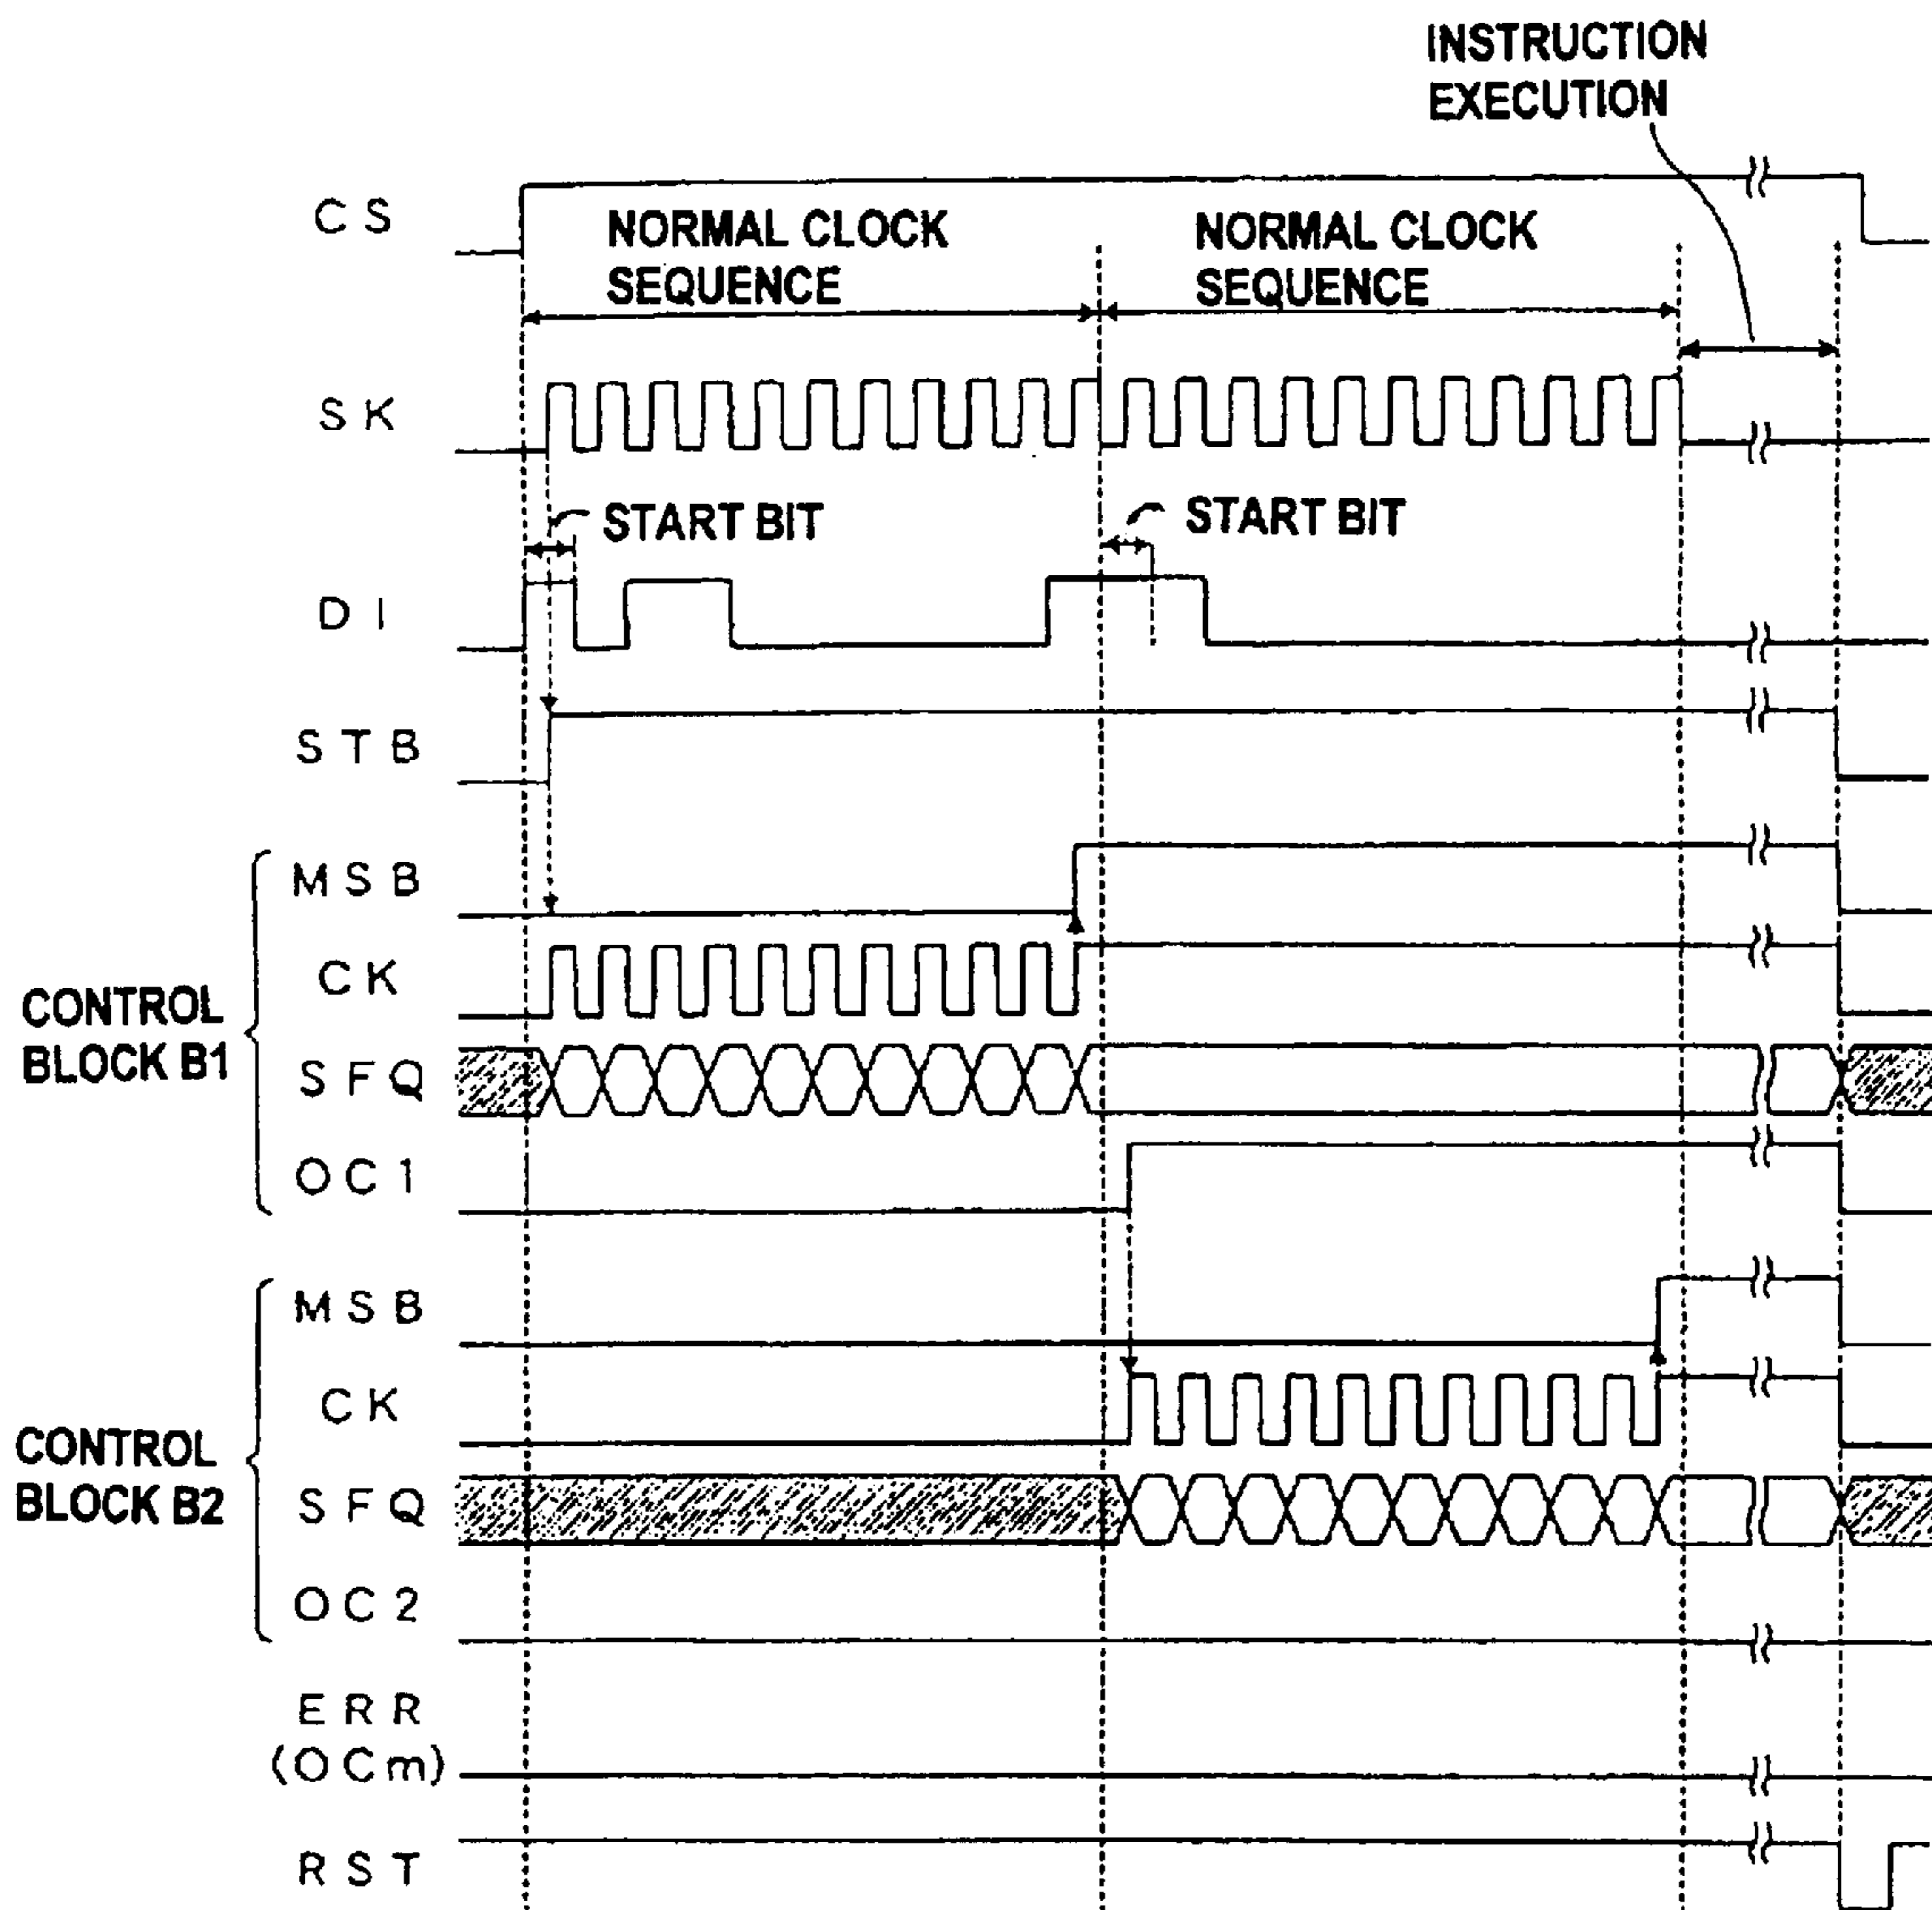 INSTRUCTION
EXECUTION
CS
NORMAL CLOCK
SEQUENCE
NORMAL CLOCK
SEQUENCE
SK
START BIT
START BIT
DI
STB
MSB
CK
CONTROL
BLOCK B1
SFQ
OC1
MSB
CK
CONTROL
BLOCK B2
SFQ
OC2
ERR
(OCm)
RST